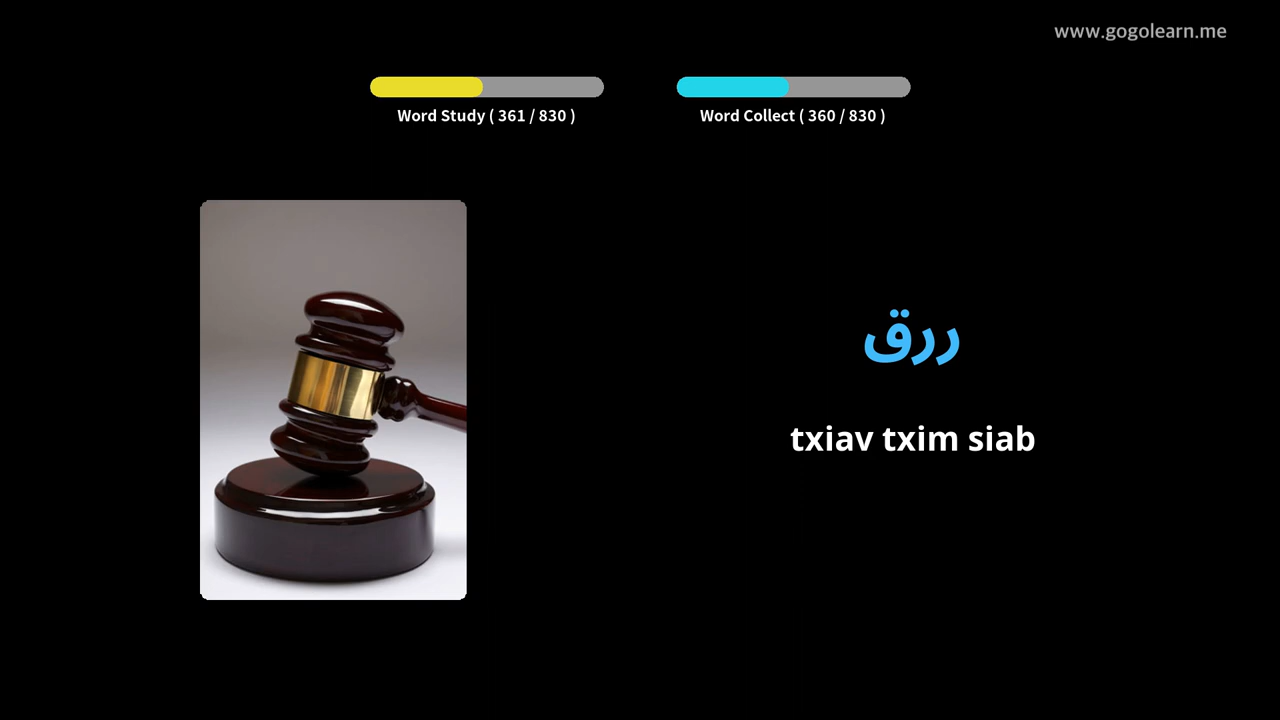 www.gogolearn.me
Word Study ( 361 / 830 )
Word Collect ( 360 / 830 )
ررق
txiav txim siab